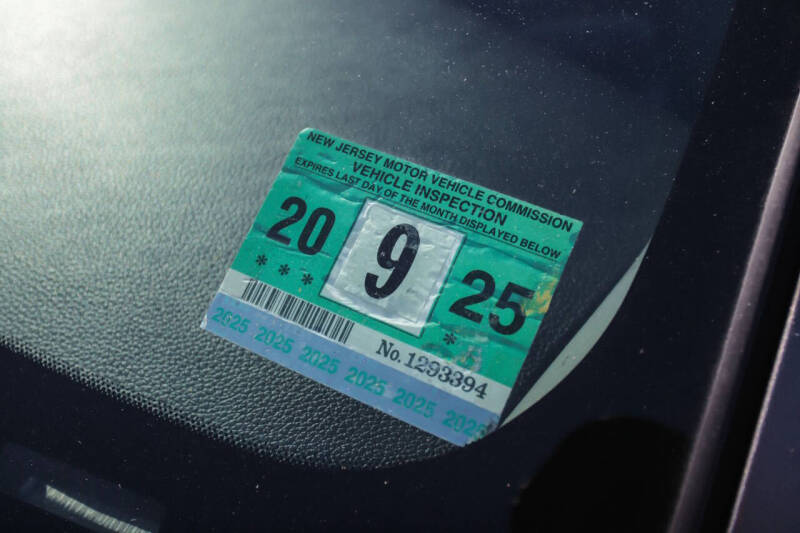 NEW JERSEY MOTOR VEHICLE COMMISSION
VEHICLE INSPECTION
EXPIRES LAST DAY OF THE MONTH DISPLAYED BELOW
20 9 25
*** *
No. 1293394
2025 2025 2025 2025 2025 2025